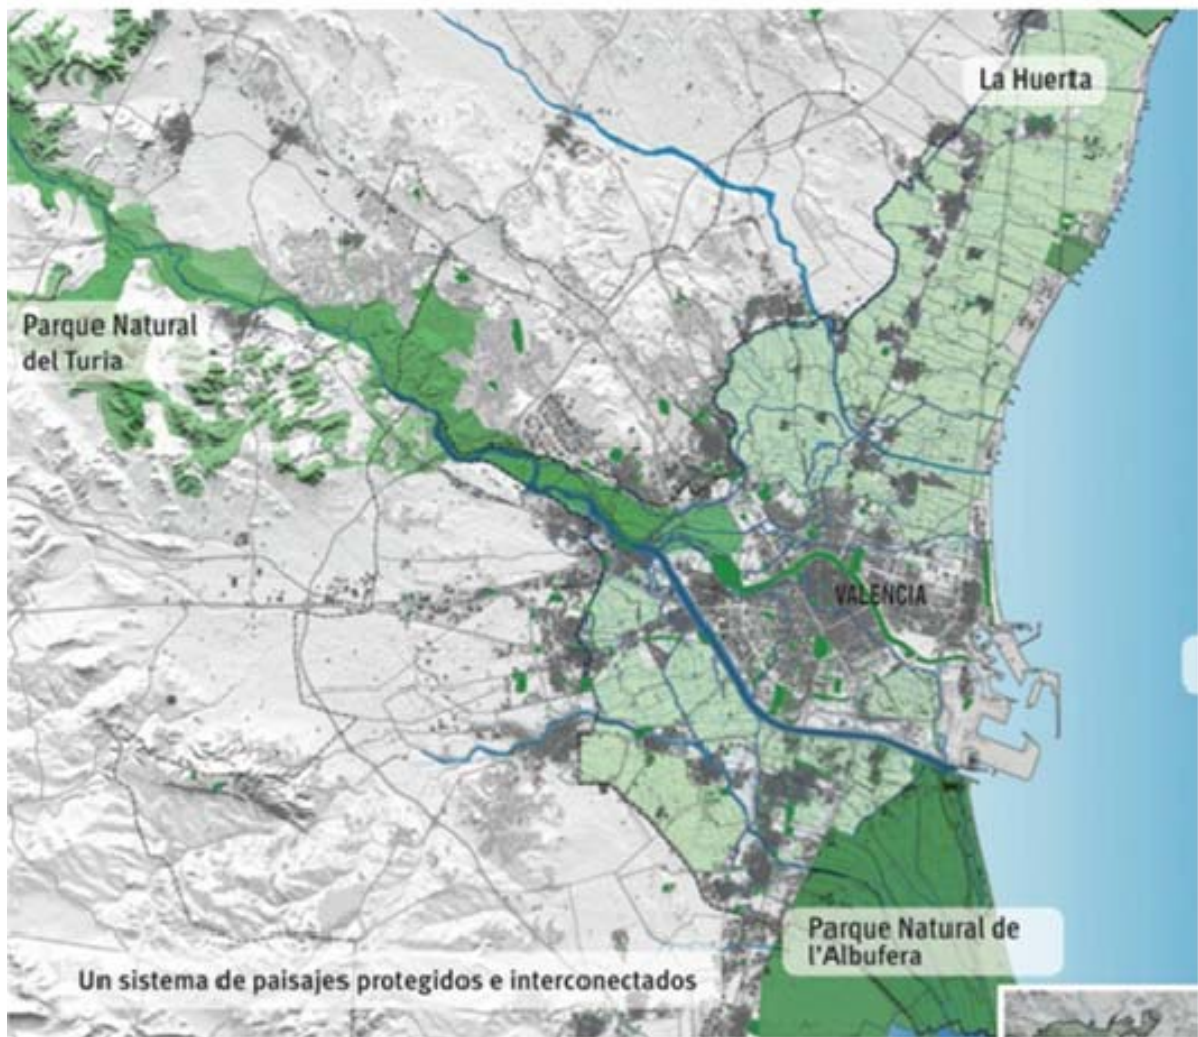 La Huerta
Parque Natural
del Turia
VALENCIA
Parque Natural de
l'Albufera
Un sistema de paisajes protegidos e interconectados